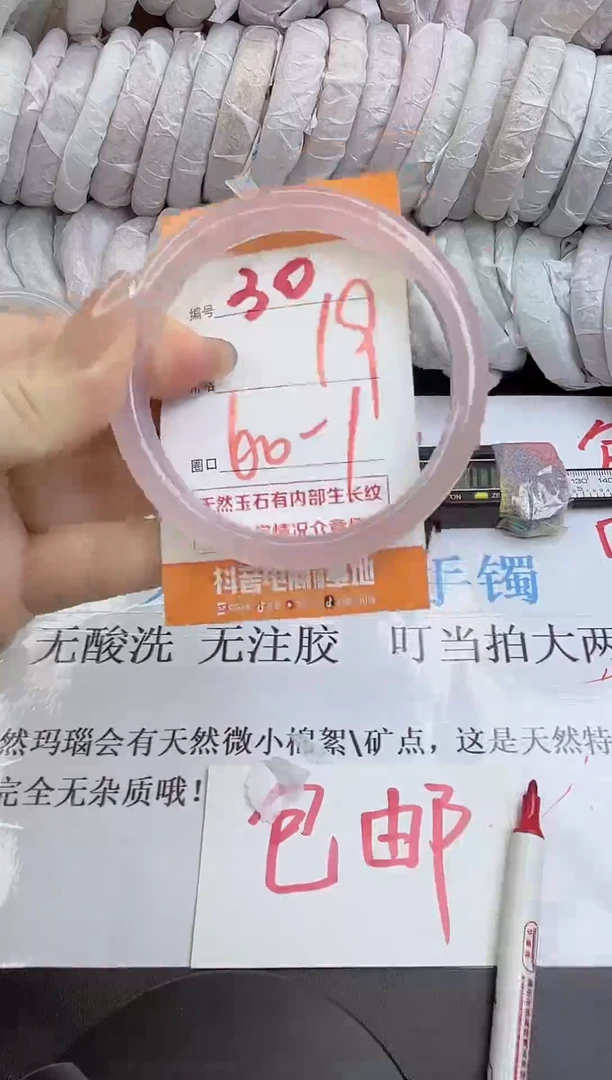 编号 30
19
圈口 60-1
天然玉石有内部生长纹
情况众
手镯
无酸洗 无注胶 叮当拍大两
然玛瑙会有天然微小棉絮\矿点，这是天然特
完全无杂质哦！
包邮